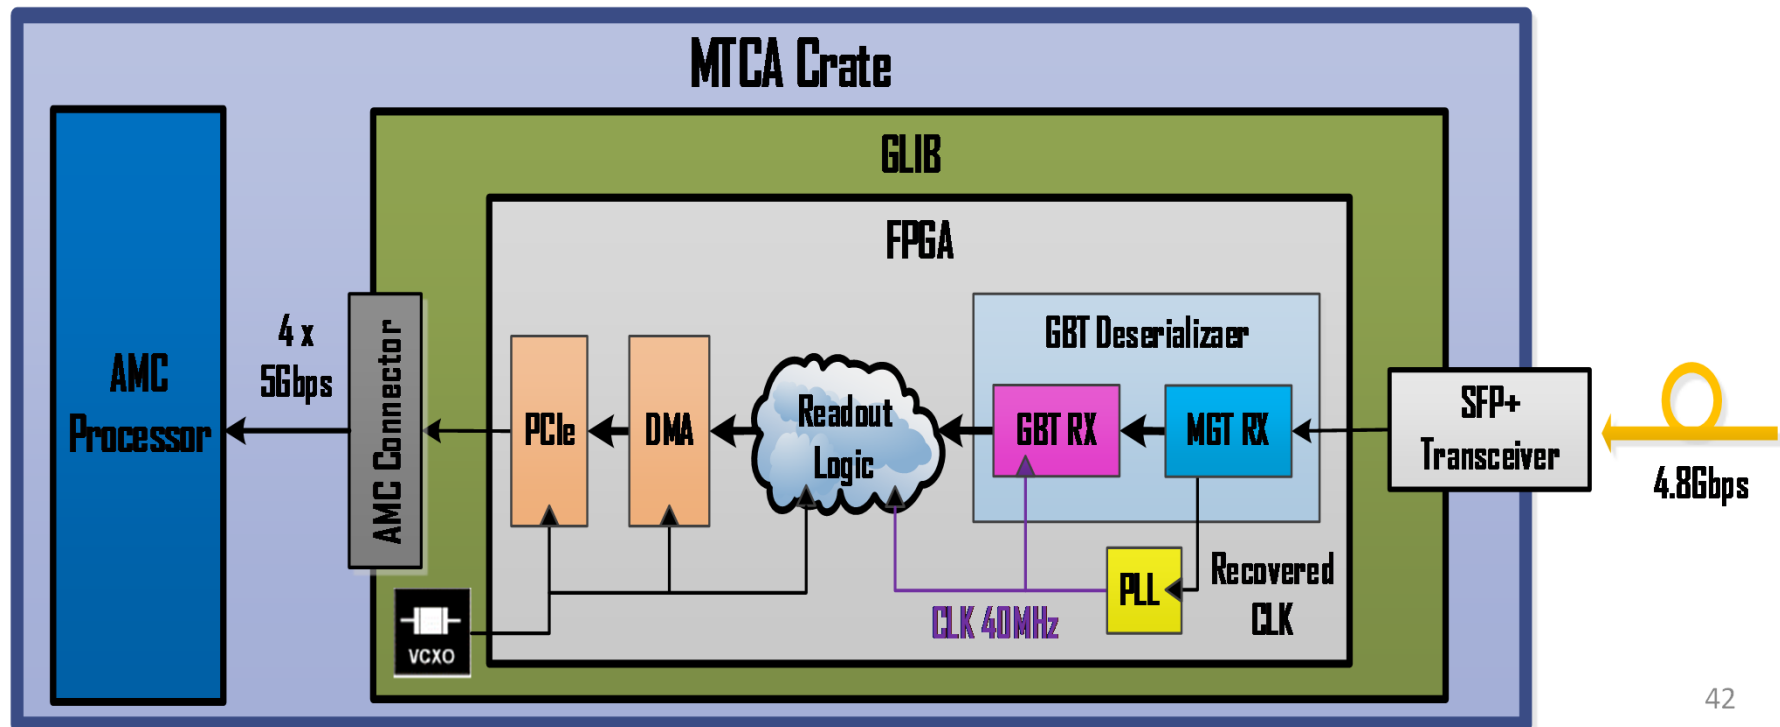 MTCA Crate
GLIB
FPGA
AMC
Processor
4 x
5Gbps
AMC Connector
PCIe
DMA
Readout
Logic
GBT Deserializaer
GBT RX
MGT RX
SFP+
Transceiver
4.8Gbps
PLL
Recovered
CLK
CLK 40MHz
VCXO
42